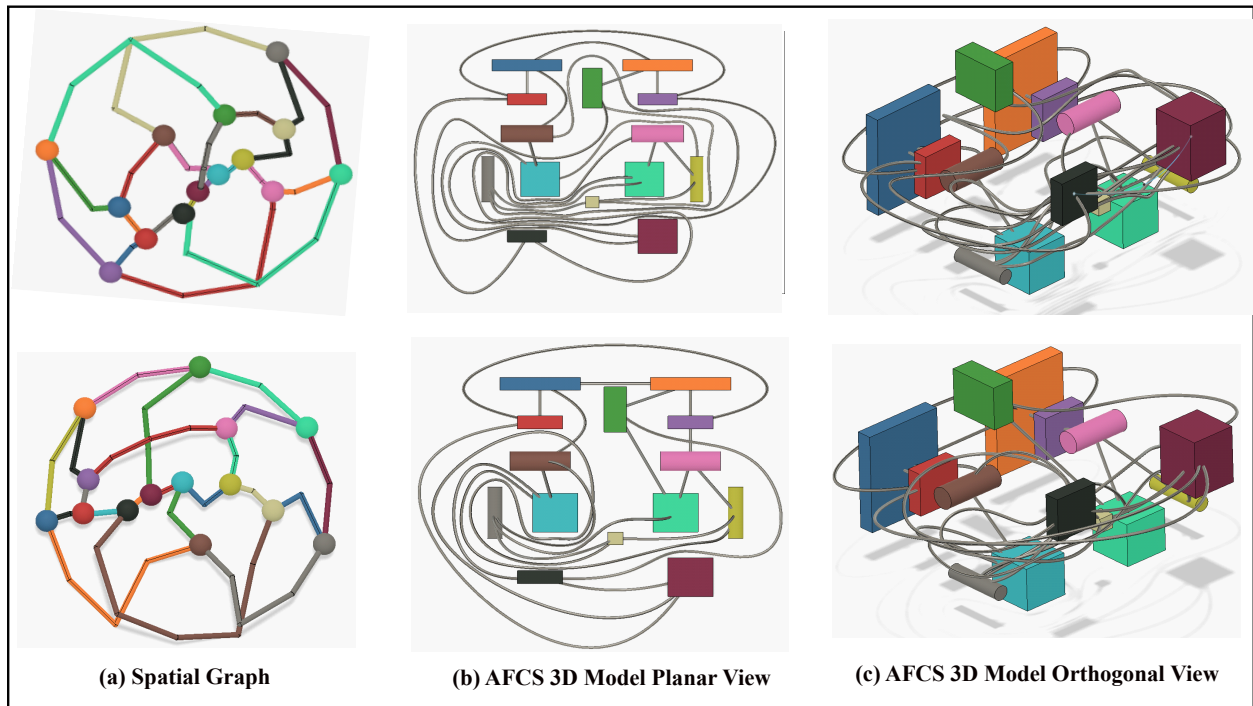 (a) Spatial Graph
(b) AFCS 3D Model Planar View
(c) AFCS 3D Model Orthogonal View